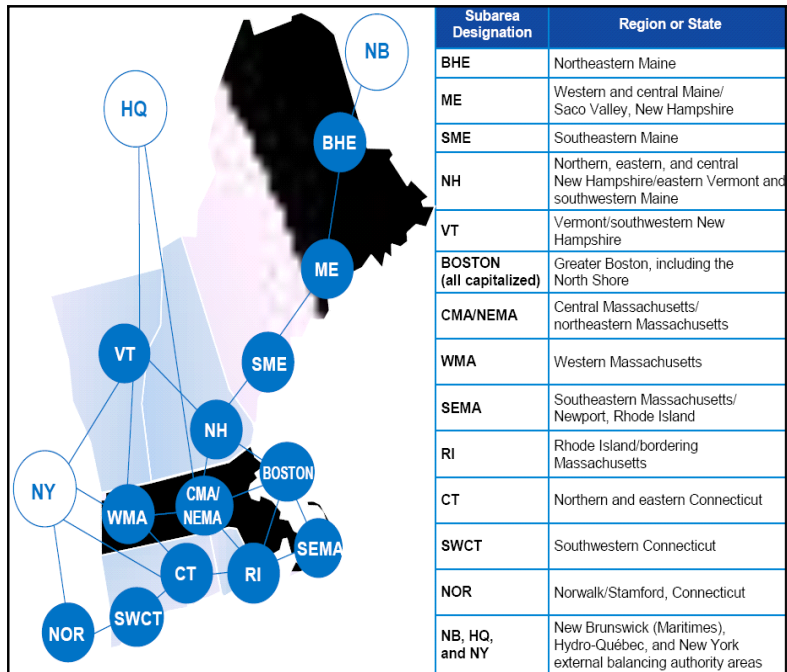 NB
HQ
BHE
ME
VT
SME
NH
NY
BOSTON
CMA/
NEMA
WMA
SEMA
CT
RI
SWCT
NOR
Subarea
Designation
Region or State
BHE
Northeastern Maine
ME
Western and central Maine/
Saco Valley, New Hampshire
SME
Southeastern Maine
NH
Northern, eastern, and central
New Hampshire/eastern Vermont and
southwestern Maine
VT
Vermont/southwestern New
Hampshire
BOSTON
(all capitalized)
Greater Boston, including the
North Shore
CMA/NEMA
Central Massachusetts/
northeastern Massachusetts
WMA
Western Massachusetts
SEMA
Southeastern Massachusetts/
Newport, Rhode Island
RI
Rhode Island/bordering
Massachusetts
CT
Northern and eastern Connecticut
SWCT
Southwestern Connecticut
NOR
Norwalk/Stamford, Connecticut
NB, HQ,
and NY
New Brunswick (Maritimes),
Hydro-Québec, and New York
external balancing authority areas